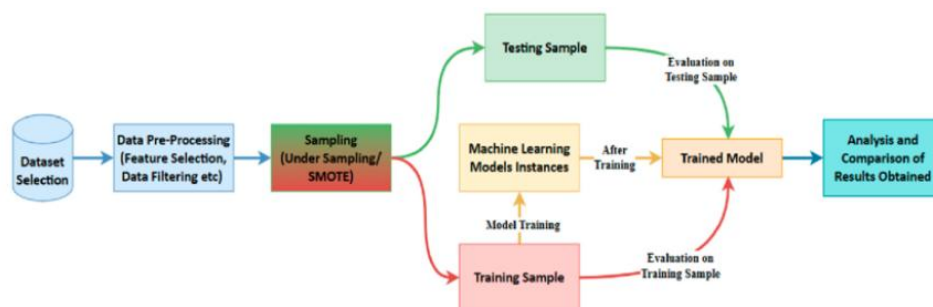 Dataset
Selection
Data Pre-Processing
(Feature Selection,
Data Filtering etc)
Sampling
(Under Sampling/
SMOTE)
Testing Sample
Evaluation on
Testing Sample
Machine Learning
Models Instances
After
Training
Trained Model
Analysis and
Comparison of
Results Obtained
Model Training
Training Sample
Evaluation on
Training Sample